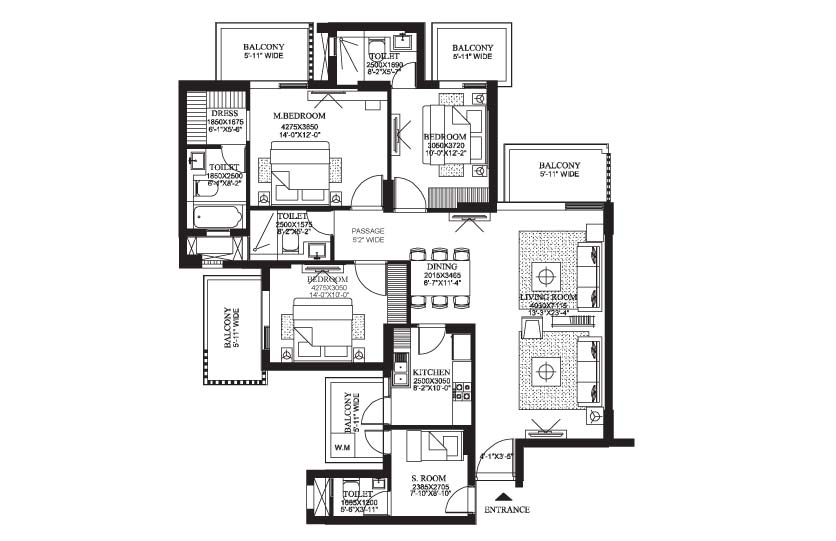 BALCONY
5'-11" WIDE
TOILET
2500X1690
8'-2"X5'-7"
BALCONY
5'-11" WIDE
DRESS
1850X1675
6'-1"X5'-6"
M.BEDROOM
4275X3650
14'-0"X12'-0"
BEDROOM
3050X3720
10'-0"X12'-2"
TOILET
1850X2500
6'-1"X8'-2"
BALCONY
5'-11" WIDE
TOILET
2500X1575
8'-2"X5'-2"
PASSAGE
5'2" WIDE
DINING
2015X3465
6'-7"X11'-4"
BEDROOM
4275X3050
14'-0"X10'-0"
LIVING ROOM
13'-3"X23'-4"
BALCONY
5'-11" WIDE
KITCHEN
2500X3050
8'-2"X10'-0"
BALCONY
5'-11" WIDE
W.M
S. ROOM
2385X2705
7'-10"X8'-10"
4'-1"X3'-5"
TOILET
5'-6"X3'-11"
ENTRANCE